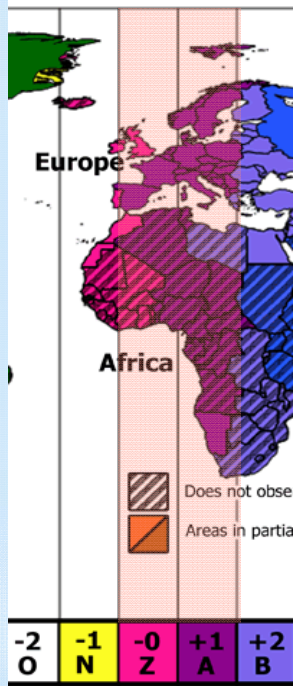 Europe
Africa
Does not obse
Areas in partia
-2 -1 -0 +1 +2
O N Z A B